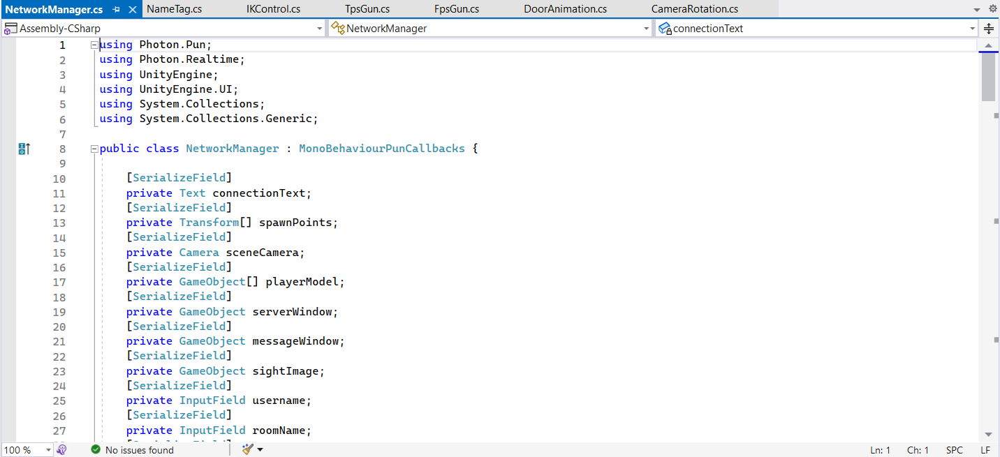 NetworkManager.cs NameTag.cs IKControl.cs TpsGun.cs FpsGun.cs DoorAnimation.cs CameraRotation.cs
Assembly-CSharp NetworkManager connectionText
1 using Photon.Pun;
2 using Photon.Realtime;
3 using UnityEngine;
4 using UnityEngine.UI;
5 using System.Collections;
6 using System.Collections.Generic;
7
8 public class NetworkManager : MonoBehaviourPunCallbacks {
9
10 [SerializeField]
11 private Text connectionText;
12 [SerializeField]
13 private Transform[] spawnPoints;
14 [SerializeField]
15 private Camera sceneCamera;
16 [SerializeField]
17 private GameObject[] playerModel;
18 [SerializeField]
19 private GameObject serverWindow;
20 [SerializeField]
21 private GameObject messageWindow;
22 [SerializeField]
23 private GameObject sightImage;
24 [SerializeField]
25 private InputField username;
26 [SerializeField]
27 private InputField roomName;
100 % No issues found Ln: 1 Ch: 1 SPC LF